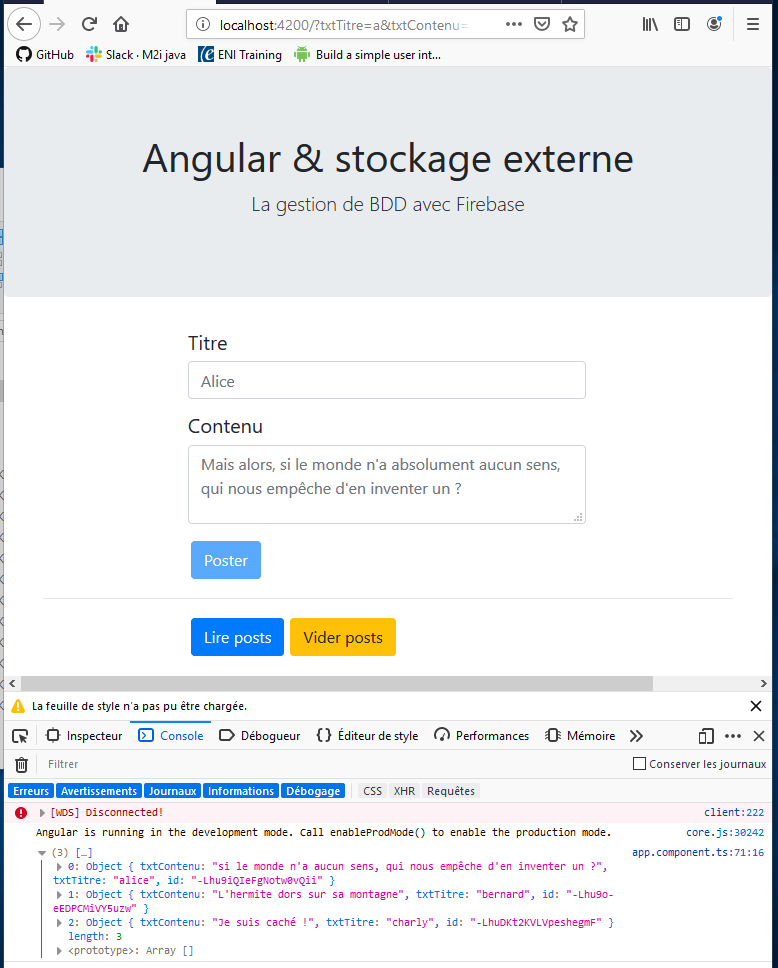 localhost:4200/?txtTitre=a&txtContenu=
GitHub Slack · M2i java ENI Training Build a simple user int...
Angular & stockage externe
La gestion de BDD avec Firebase
Titre
Alice
Contenu
Mais alors, si le monde n'a absolument aucun sens,
qui nous empêche d'en inventer un ?
Poster
Lire posts Vider posts
La feuille de style n'a pas pu être chargée.
Inspecteur Console Débogueur {} Éditeur de style Performances Mémoire
Filtrer Conserver les journaux
Erreurs Avertissements Journaux Informations Débogage CSS XHR Requêtes
[WDS] Disconnected! client:222
Angular is running in the development mode. Call enableProdMode() to enable the production mode. core.js:30242
(3) […] app.component.ts:71:16
0: Object { txtContenu: "si le monde n'a aucun sens, qui nous empêche d'en inventer un ?",
txtTitre: "alice", id: "-Lhu9iQIeFgNotw0vQii" }
1: Object { txtContenu: "L'hermite dors sur sa montagne", txtTitre: "bernard", id: "-Lhu9o-
eEDPCMiVY5uzw" }
2: Object { txtContenu: "Je suis caché !", txtTitre: "charly", id: "-LhuDKt2KVLVpeshegmF" }
length: 3
<prototype>: Array []